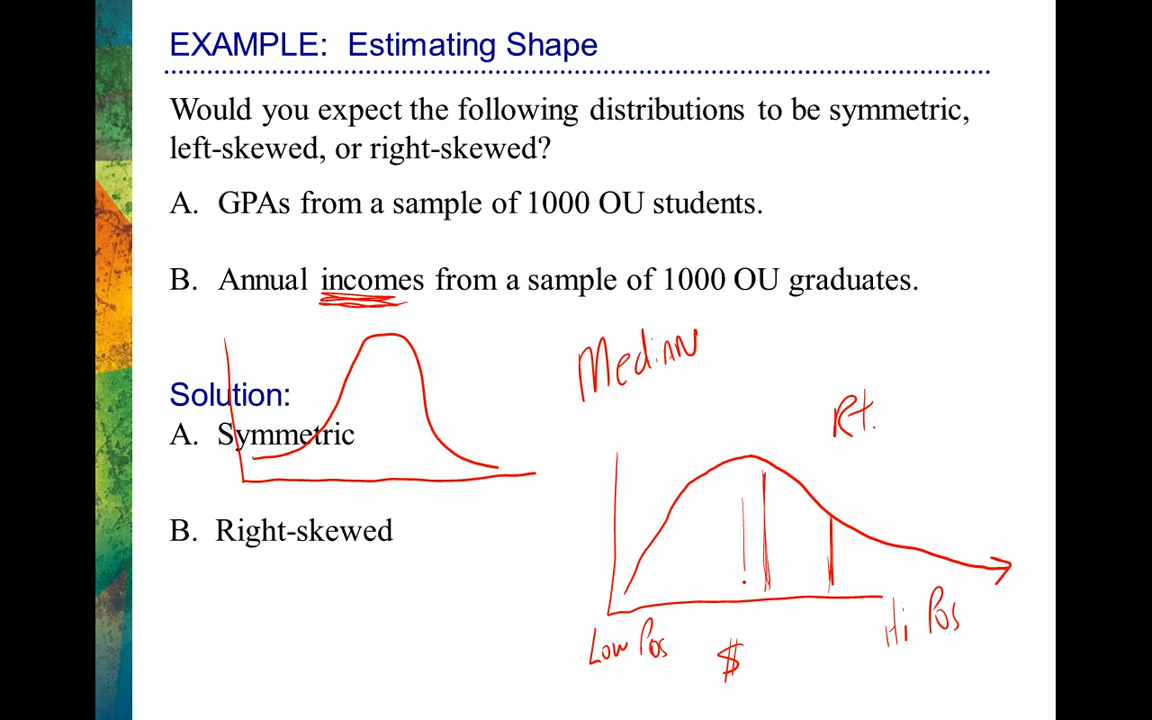 EXAMPLE: Estimating Shape
Would you expect the following distributions to be symmetric,
left-skewed, or right-skewed?
A. GPAs from a sample of 1000 OU students.
B. Annual incomes from a sample of 1000 OU graduates.
Median
Solution:
Rt.
A. Symmetric
B. Right-skewed
Hi Pos
Low Pos
$